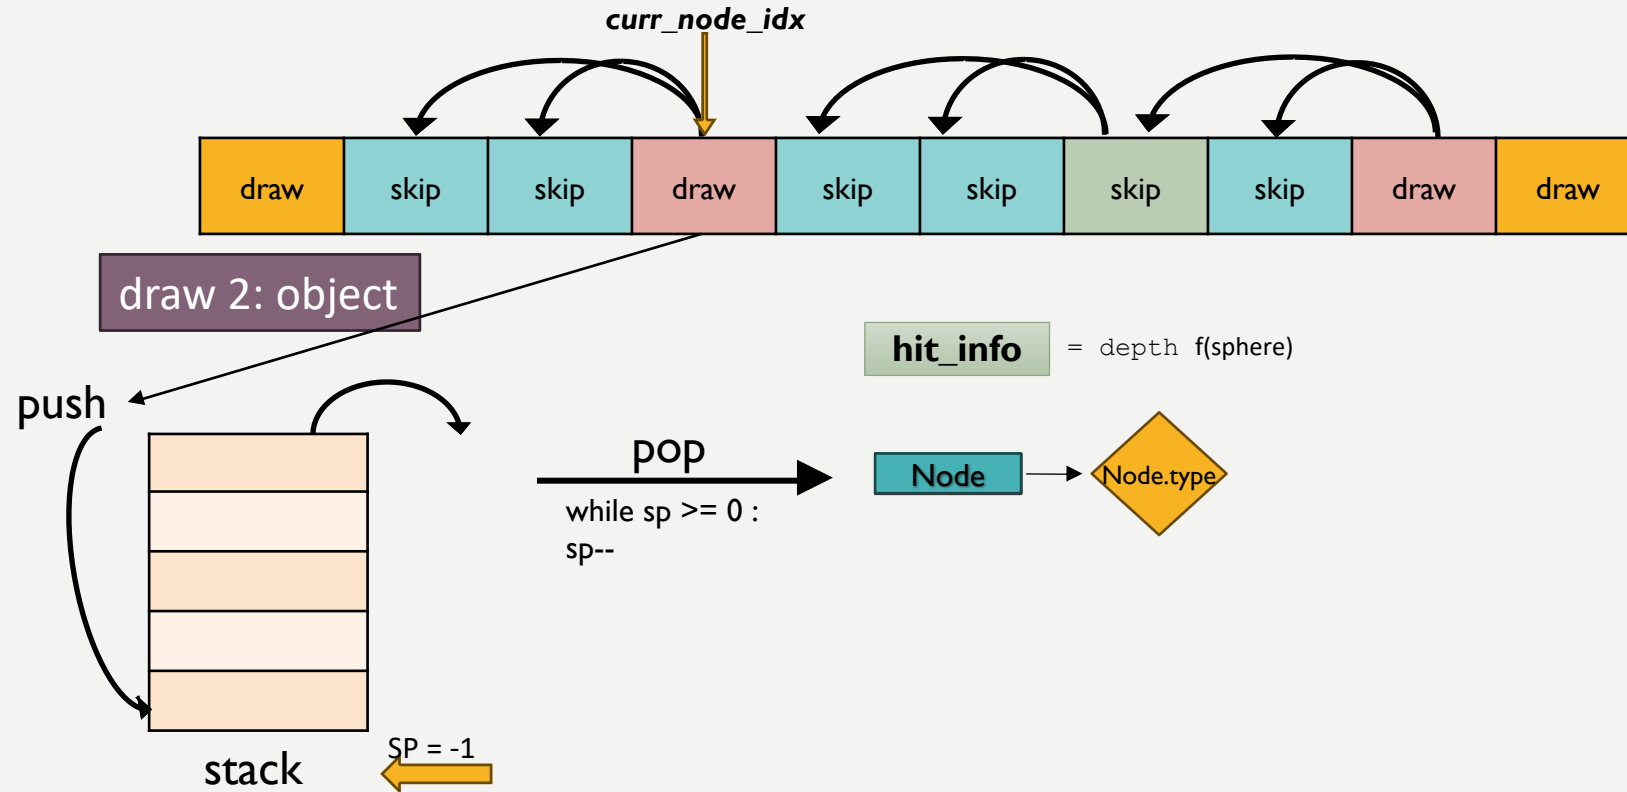 curr_node_idx
draw skip skip draw skip skip skip skip draw draw
draw 2: object
hit_info = depth f(sphere)
push
pop
Node
Node.type
while sp >= 0 :
sp--
SP = -1
stack